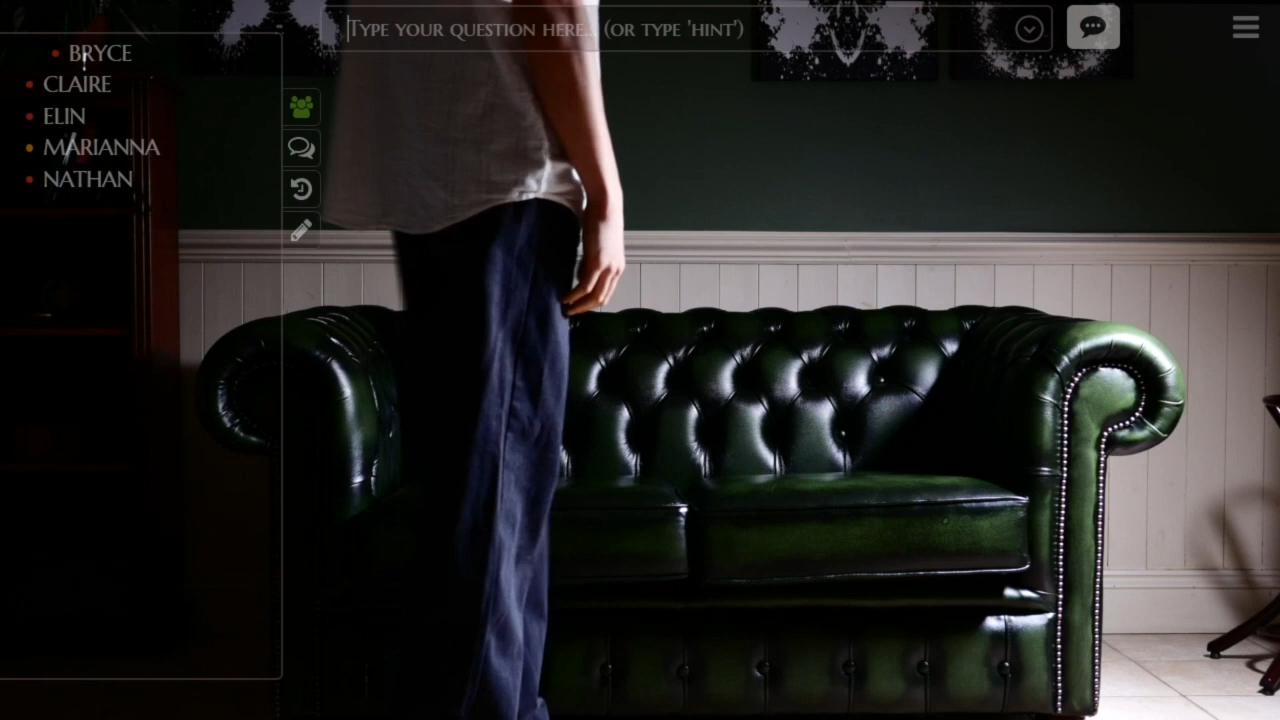 Type your question here... (or type 'hint')
BRYCE
CLAIRE
ELIN
MARIANNA
NATHAN